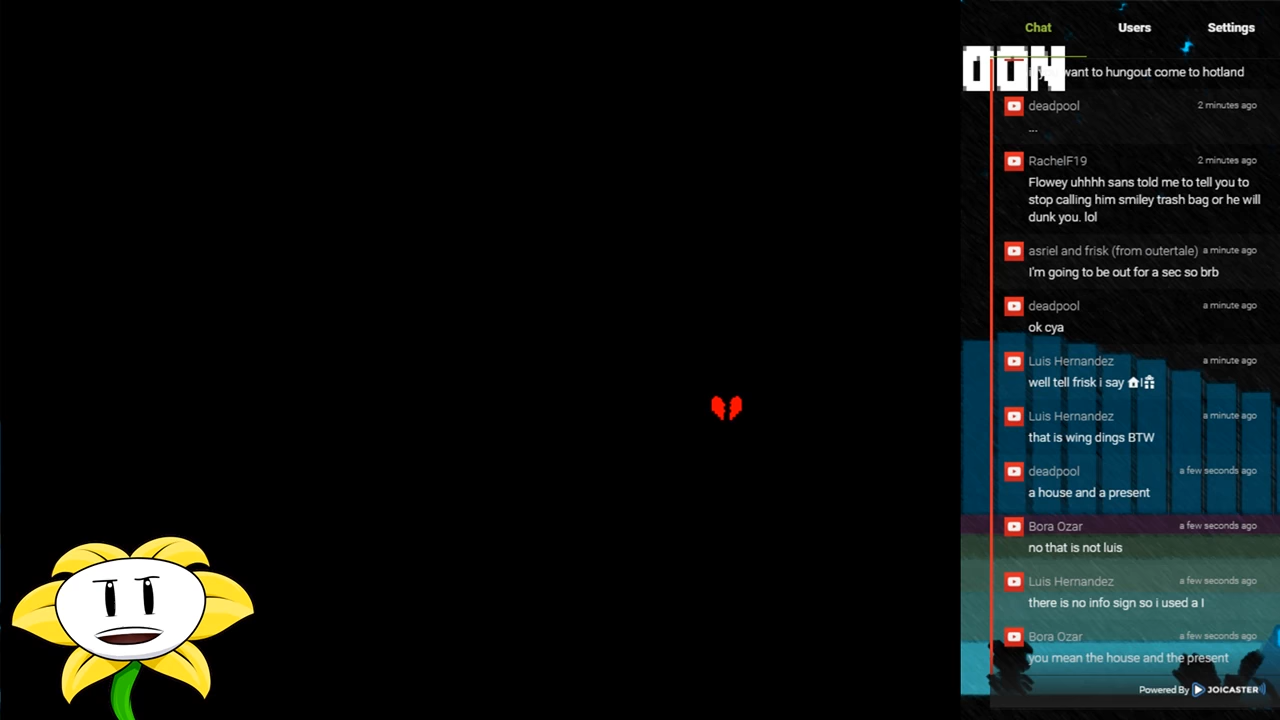 Chat Users Settings
OON
want to hungout come to hotland
deadpool 2 minutes ago
...
RachelF19 2 minutes ago
Flowey uhhhh sans told me to tell you to
stop calling him smiley trash bag or he will
dunk you. lol
asriel and frisk (from outertale) a minute ago
I'm going to be out for a sec so brb
deadpool a minute ago
ok cya
Luis Hernandez a minute ago
well tell frisk i say 🏠I🎁
Luis Hernandez a minute ago
that is wing dings BTW
deadpool a few seconds ago
a house and a present
Bora Ozar a few seconds ago
no that is not luis
Luis Hernandez a few seconds ago
there is no info sign so i used a I
Bora Ozar a few seconds ago
you mean the house and the present
Powered By JOICASTER